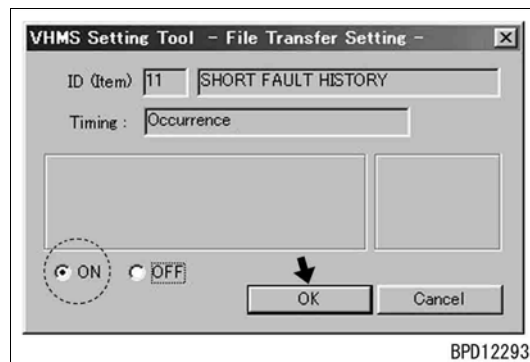 VHMS Setting Tool - File Transfer Setting -
ID (Item) 11 SHORT FAULT HISTORY
Timing : Occurrence
ON OFF
OK Cancel
BPD12293